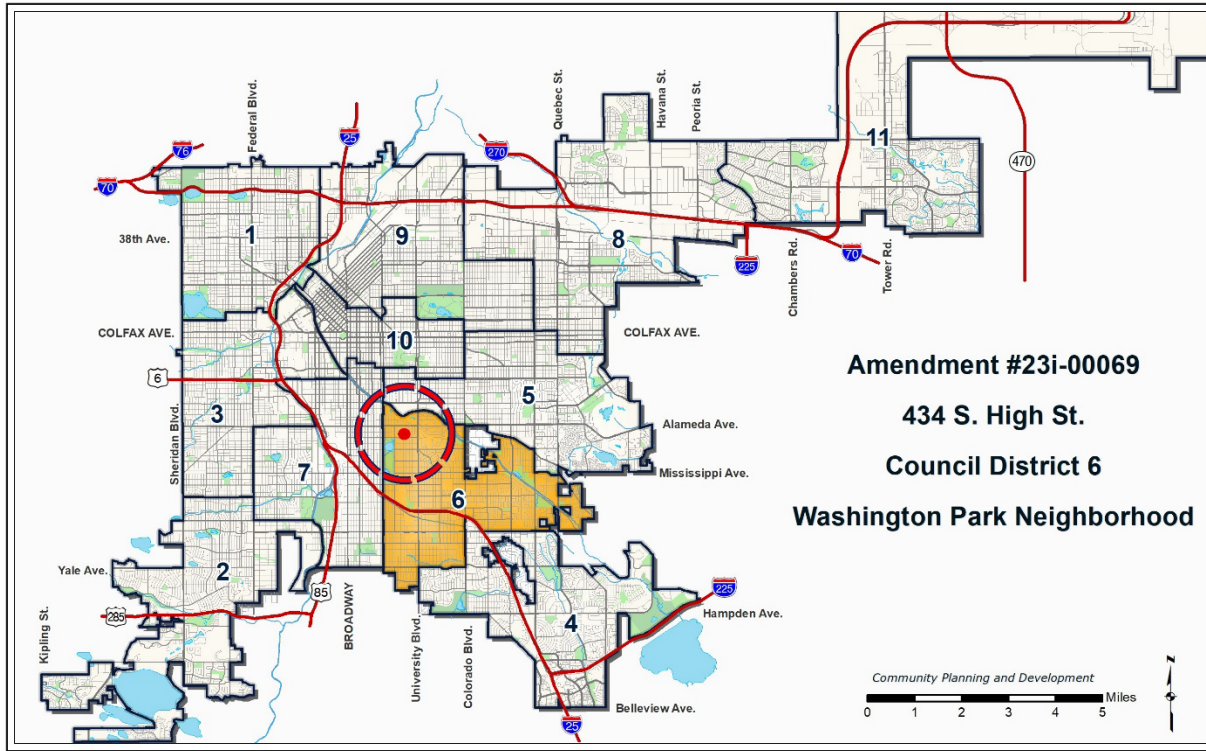 Federal Blvd.
25
Quebec St.
Havana St.
Peoria St.
76
270
11
70
470
38th Ave.
1
9
8
225
Chambers Rd.
70
Tower Rd.
COLFAX AVE.
10
COLFAX AVE.
6
Sheridan Blvd.
3
5
Alameda Ave.
7
Mississippi Ave.
6
Amendment #23i-00069
434 S. High St.
Council District 6
Washington Park Neighborhood
Yale Ave.
2
85
BROADWAY
University Blvd.
Colorado Blvd.
4
225
Hampden Ave.
285
Kipling St.
Belleview Ave.
25
Community Planning and Development
Miles
0 1 2 3 4 5
N